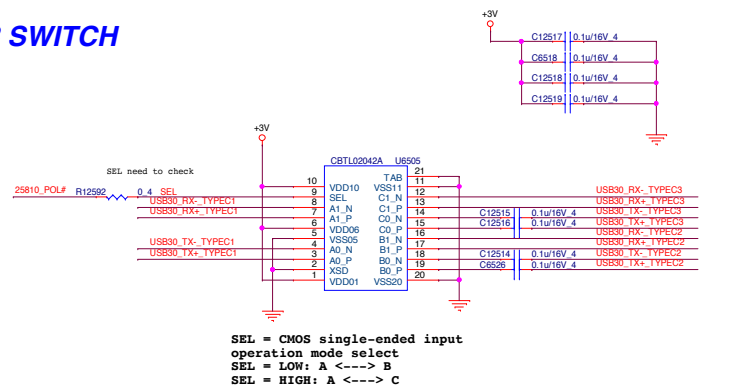 SWITCH
+3V
C12517 0.1u/16V_4
C6518 0.1u/16V_4
C12518 0.1u/16V_4
C12519 0.1u/16V_4
+3V
CBTL02042A U6505
SEL need to check
25810_POL# R12592 0_4 SEL
USB30_RX-_TYPEC1
USB30_RX+_TYPEC1
USB30_TX-_TYPEC1
USB30_TX+_TYPEC1
10 VDD10
9 SEL
8 A1_N
7 A1_P
6 VDD06
5 VSS05
4 A0_N
3 A0_P
2 XSD
1 VDD01
TAB 21
VSS11 11
C1_N 12 USB30_RX-_TYPEC3
C1_P 13 USB30_RX+_TYPEC3
C0_N 14 C12515 0.1u/16V_4 USB30_TX-_TYPEC3
C0_P 15 C12516 0.1u/16V_4 USB30_TX+_TYPEC3
B1_N 16 USB30_RX-_TYPEC2
B1_P 17 USB30_RX+_TYPEC2
B0_N 18 C12514 0.1u/16V_4 USB30_TX-_TYPEC2
B0_P 19 C6526 0.1u/16V_4 USB30_TX+_TYPEC2
VSS20 20
SEL = CMOS single-ended input
operation mode select
SEL = LOW: A <---> B
SEL = HIGH: A <---> C